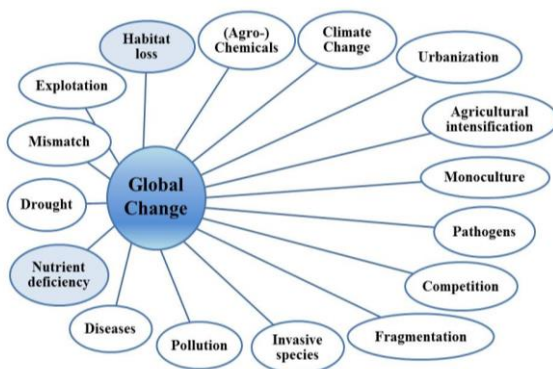 Habitat
loss
(Agro-)
Chemicals
Climate
Change
Urbanization
Explotation
Agricultural
intensification
Mismatch
Monoculture
Global
Change
Drought
Pathogens
Nutrient
deficiency
Competition
Diseases
Pollution
Invasive
species
Fragmentation